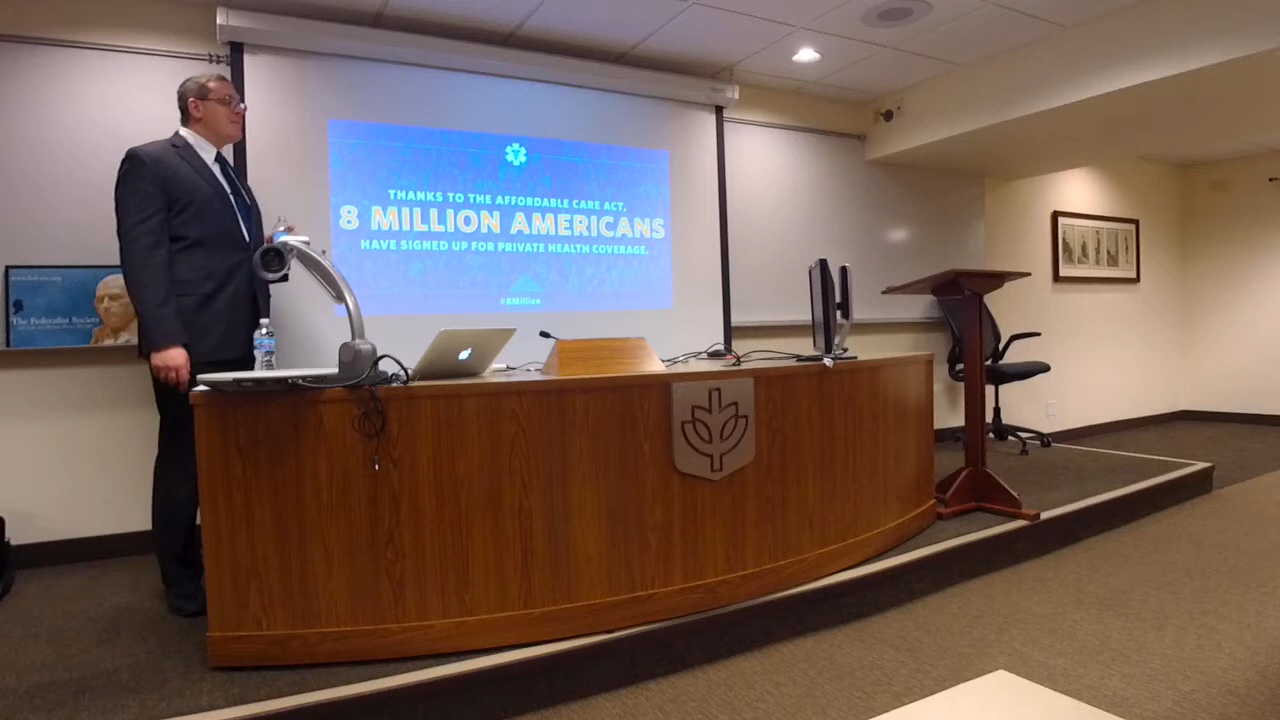 THANKS TO THE AFFORDABLE CARE ACT,
8 MILLION AMERICANS
HAVE SIGNED UP FOR PRIVATE HEALTH COVERAGE.
#8Million
The Federalist Society